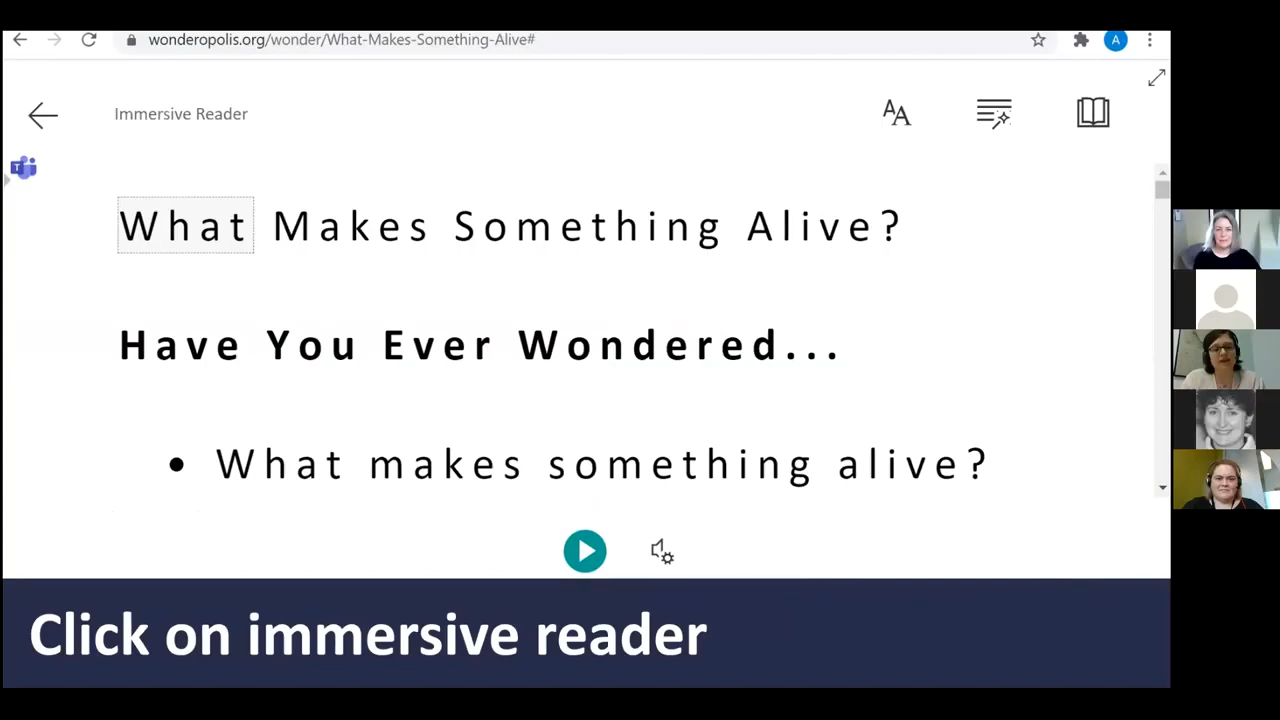 wonderopolis.org/wonder/What-Makes-Something-Alive#
A
Immersive Reader
AA
T
What Makes Something Alive?
Have You Ever Wondered...
• What makes something alive?
Click on immersive reader